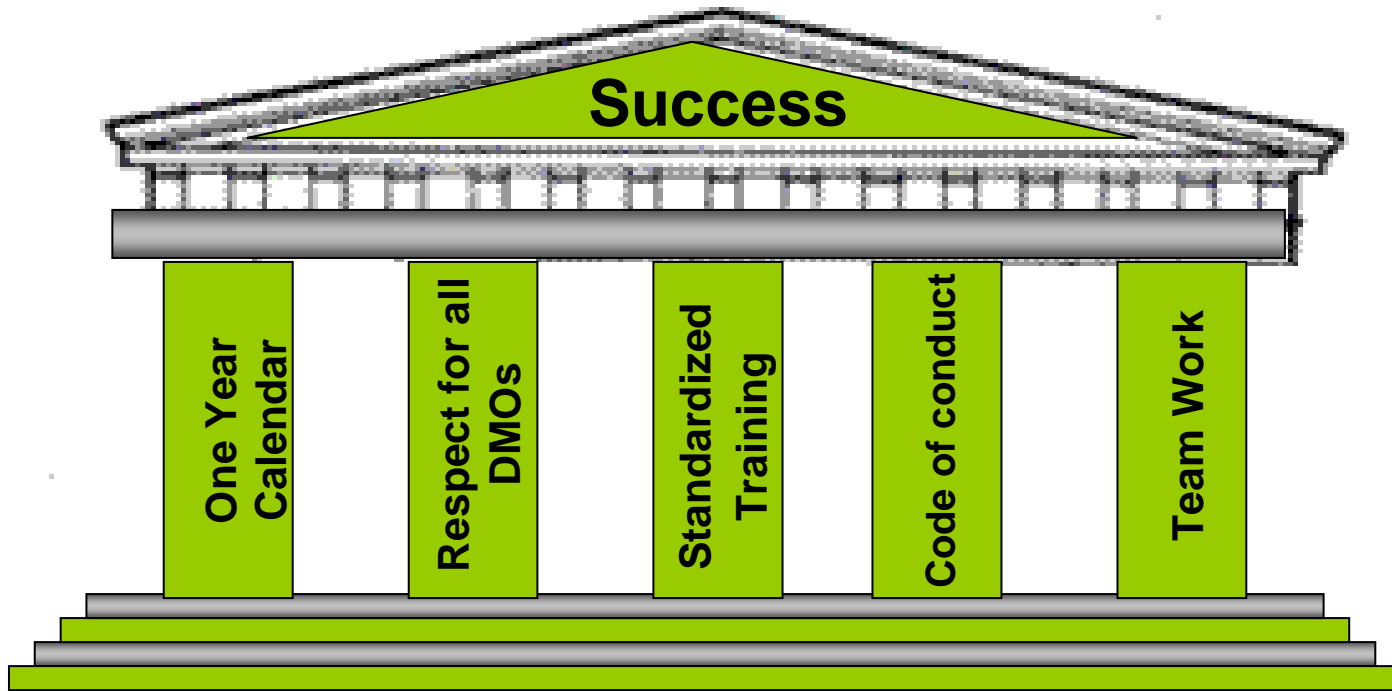 Success
One Year
Calendar
Respect for all
DMOs
Standardized
Training
Code of conduct
Team Work